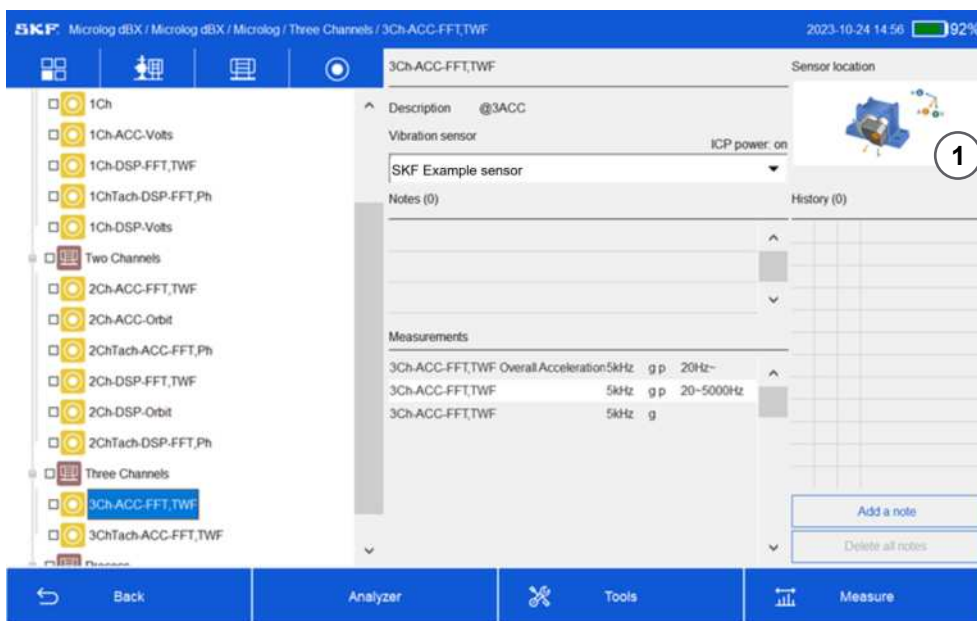 SKF. Microlog dBX / Microlog dBX / Microlog / Three Channels / 3Ch-ACC-FFT,TWF
2023-10-24 14:56 92%
3Ch-ACC-FFT,TWF
Sensor location
1
Description @3ACC
Vibration sensor
ICP power: on
SKF Example sensor
Notes (0)
History (0)
1Ch
1Ch-ACC-Volts
1Ch-DSP-FFT,TWF
1ChTach-DSP-FFT,Ph
1Ch-DSP-Volts
Two Channels
2Ch-ACC-FFT,TWF
2Ch-ACC-Orbit
2ChTach-ACC-FFT,Ph
2Ch-DSP-FFT,TWF
2Ch-DSP-Orbit
2ChTach-DSP-FFT,Ph
Three Channels
3Ch-ACC-FFT,TWF
3ChTach-ACC-FFT,TWF
Process
Measurements
3Ch-ACC-FFT,TWF Overall Acceleration 5kHz g p 20Hz~
3Ch-ACC-FFT,TWF 5kHz g p 20~5000Hz
3Ch-ACC-FFT,TWF 5kHz g
Add a note
Delete all notes
Back
Analyzer
Tools
Measure